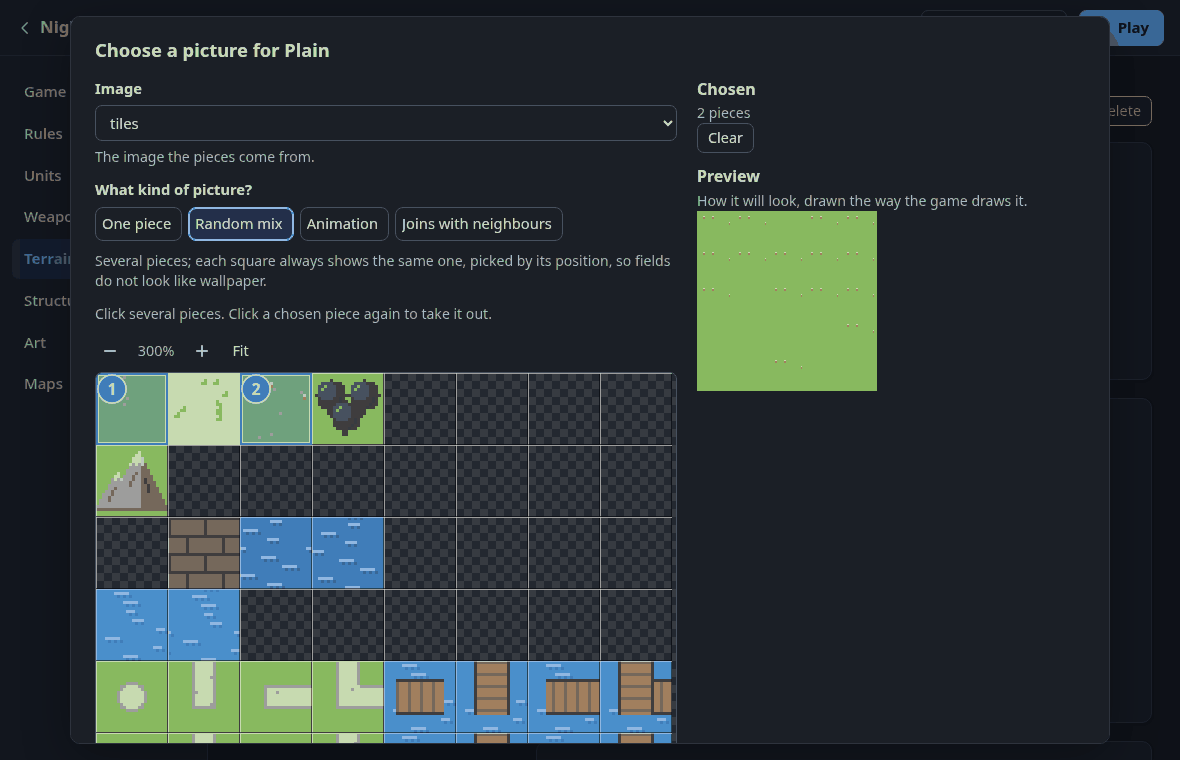 Play
Choose a picture for Plain
Image
tiles
The image the pieces come from.
What kind of picture?
One piece
Random mix
Animation
Joins with neighbours
Several pieces; each square always shows the same one, picked by its position, so fields
do not look like wallpaper.
Click several pieces. Click a chosen piece again to take it out.
300%
Fit
1
2
Chosen
2 pieces
Clear
Preview
How it will look, drawn the way the game draws it.
Game
Rules
Units
Art
Maps